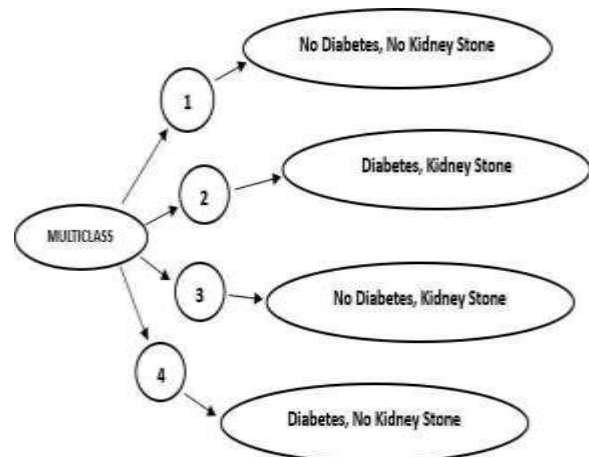 No Diabetes, No Kidney Stone
1
Diabetes, Kidney Stone
2
MULTICLASS
3
No Diabetes, Kidney Stone
4
Diabetes, No Kidney Stone